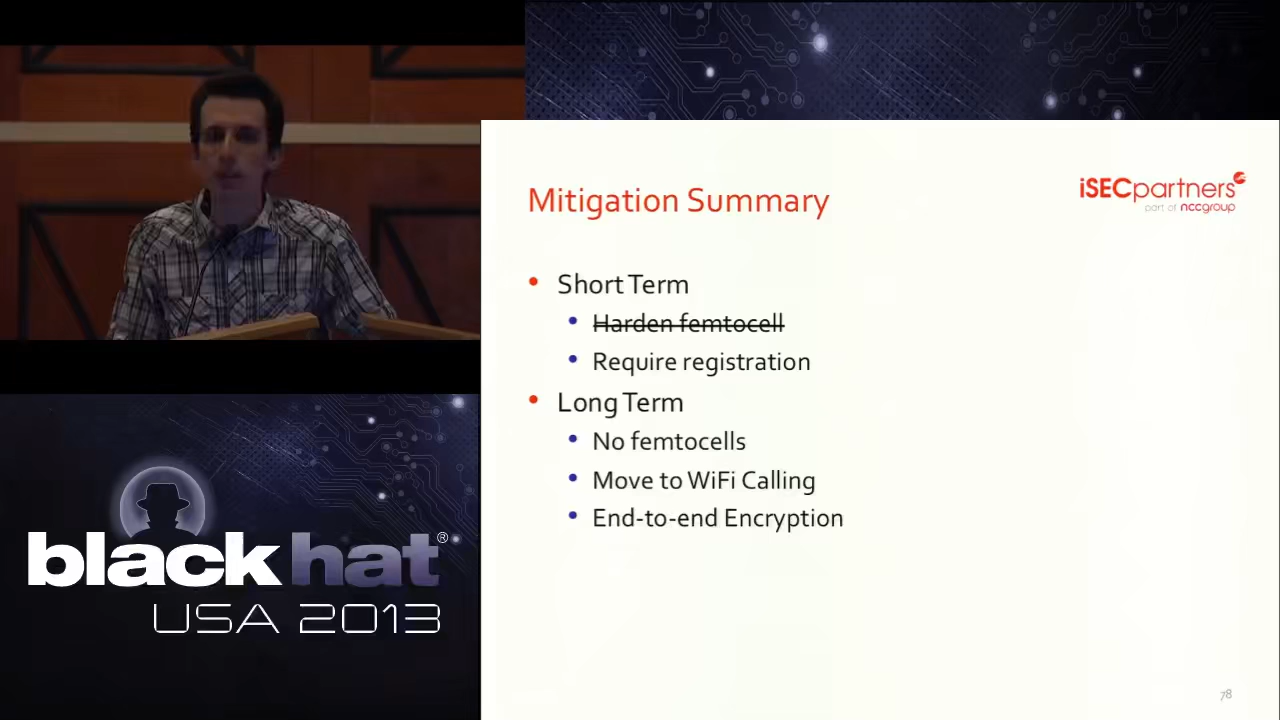 Mitigation Summary
iSECpartners
part of nccgroup
Short Term
Harden femtocell
Require registration
Long Term
No femtocells
Move to WiFi Calling
End-to-end Encryption
blackhat®
USA 2013
78